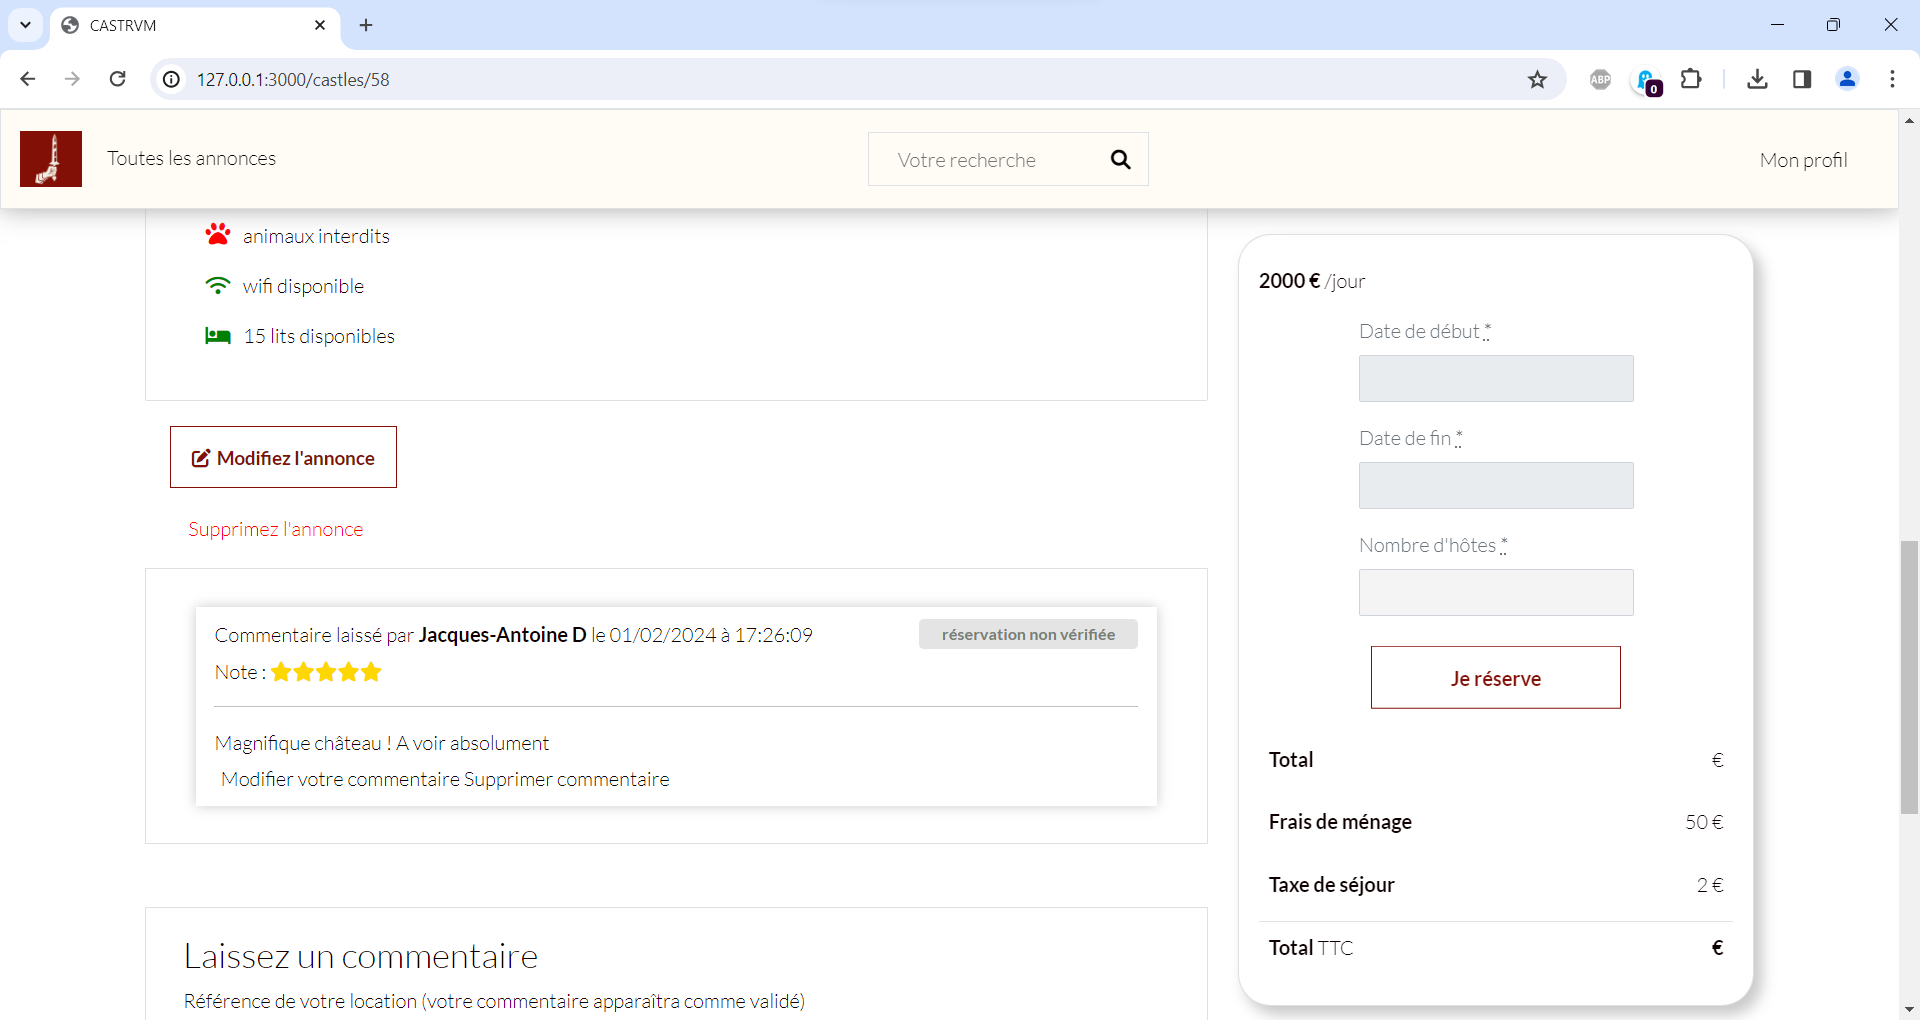 CASTRVM
127.0.0.1:3000/castles/58
ABP
0
Toutes les annonces
Votre recherche
Mon profil
animaux interdits
wifi disponible
15 lits disponibles
Modifiez l'annonce
Supprimez l'annonce
Commentaire laissé par Jacques-Antoine D le 01/02/2024 à 17:26:09
réservation non vérifiée
Note :
Magnifique château ! A voir absolument
Modifier votre commentaire Supprimer commentaire
Laissez un commentaire
Référence de votre location (votre commentaire apparaîtra comme validé)
2000 € /jour
Date de début *
Date de fin *
Nombre d'hôtes *
Je réserve
Total €
Frais de ménage 50 €
Taxe de séjour 2 €
Total TTC €